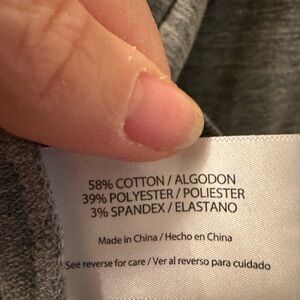 58% COTTON / ALGODON
39% POLYESTER / POLIESTER
3% SPANDEX / ELASTANO
Made in China / Hecho en China
See reverse for care / Ver al reverso para cuidado